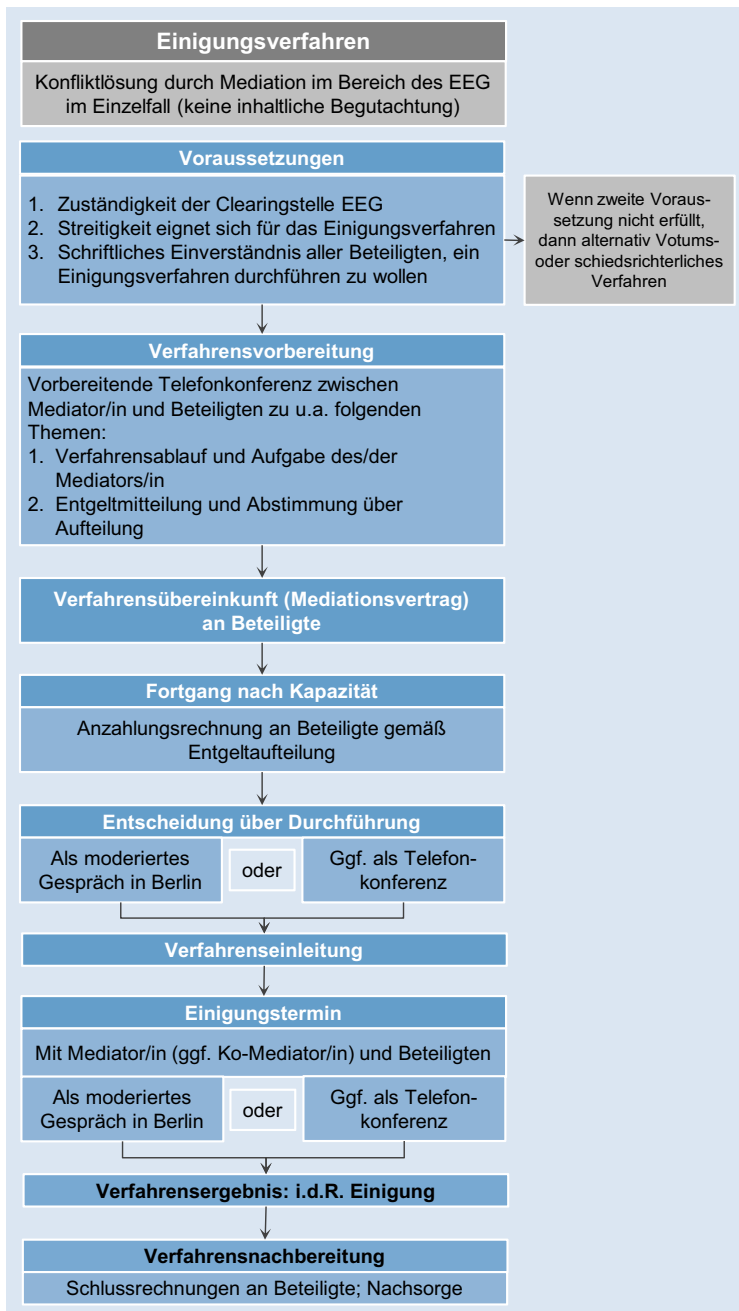 Einigungsverfahren
Konfliktlösung durch Mediation im Bereich des EEG
im Einzelfall (keine inhaltliche Begutachtung)
Voraussetzungen
1. Zuständigkeit der Clearingstelle EEG
2. Streitigkeit eignet sich für das Einigungsverfahren
3. Schriftliches Einverständnis aller Beteiligten, ein
Einigungsverfahren durchführen zu wollen
Wenn zweite Voraus-
setzung nicht erfüllt,
dann alternativ Votums-
oder schiedsrichterliches
Verfahren
Verfahrensvorbereitung
Vorbereitende Telefonkonferenz zwischen
Mediator/in und Beteiligten zu u.a. folgenden
Themen:
1. Verfahrensablauf und Aufgabe des/der
Mediators/in
2. Entgeltmitteilung und Abstimmung über
Aufteilung
Verfahrensübereinkunft (Mediationsvertrag)
an Beteiligte
Fortgang nach Kapazität
Anzahlungsrechnung an Beteiligte gemäß
Entgeltaufteilung
Entscheidung über Durchführung
Als moderiertes
Gespräch in Berlin
oder
Ggf. als Telefon-
konferenz
Verfahrenseinleitung
Einigungstermin
Mit Mediator/in (ggf. Ko-Mediator/in) und Beteiligten
Als moderiertes
Gespräch in Berlin
oder
Ggf. als Telefon-
konferenz
Verfahrensergebnis: i.d.R. Einigung
Verfahrensnachbereitung
Schlussrechnungen an Beteiligte; Nachsorge